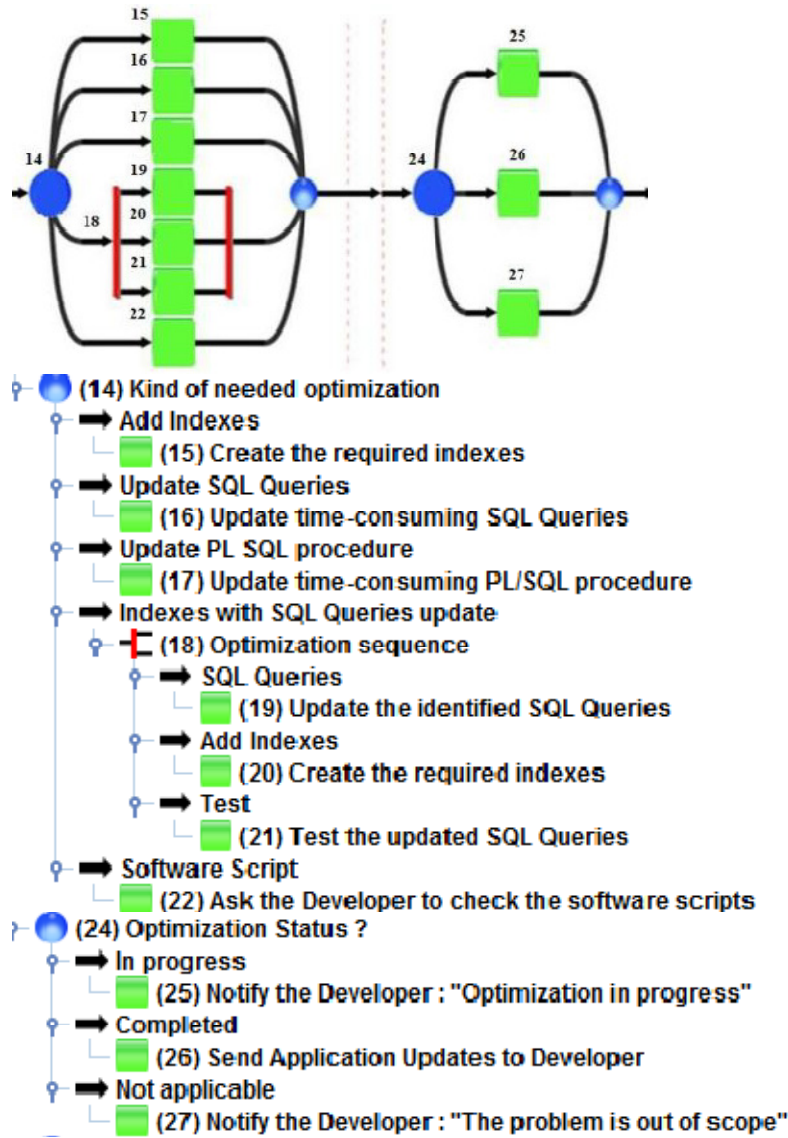 15
16
17
14
19
18
20
21
22
25
24
26
27
(14) Kind of needed optimization
Add Indexes
(15) Create the required indexes
Update SQL Queries
(16) Update time-consuming SQL Queries
Update PL SQL procedure
(17) Update time-consuming PL/SQL procedure
Indexes with SQL Queries update
(18) Optimization sequence
SQL Queries
(19) Update the identified SQL Queries
Add Indexes
(20) Create the required indexes
Test
(21) Test the updated SQL Queries
Software Script
(22) Ask the Developer to check the software scripts
(24) Optimization Status ?
In progress
(25) Notify the Developer : "Optimization in progress"
Completed
(26) Send Application Updates to Developer
Not applicable
(27) Notify the Developer : "The problem is out of scope"